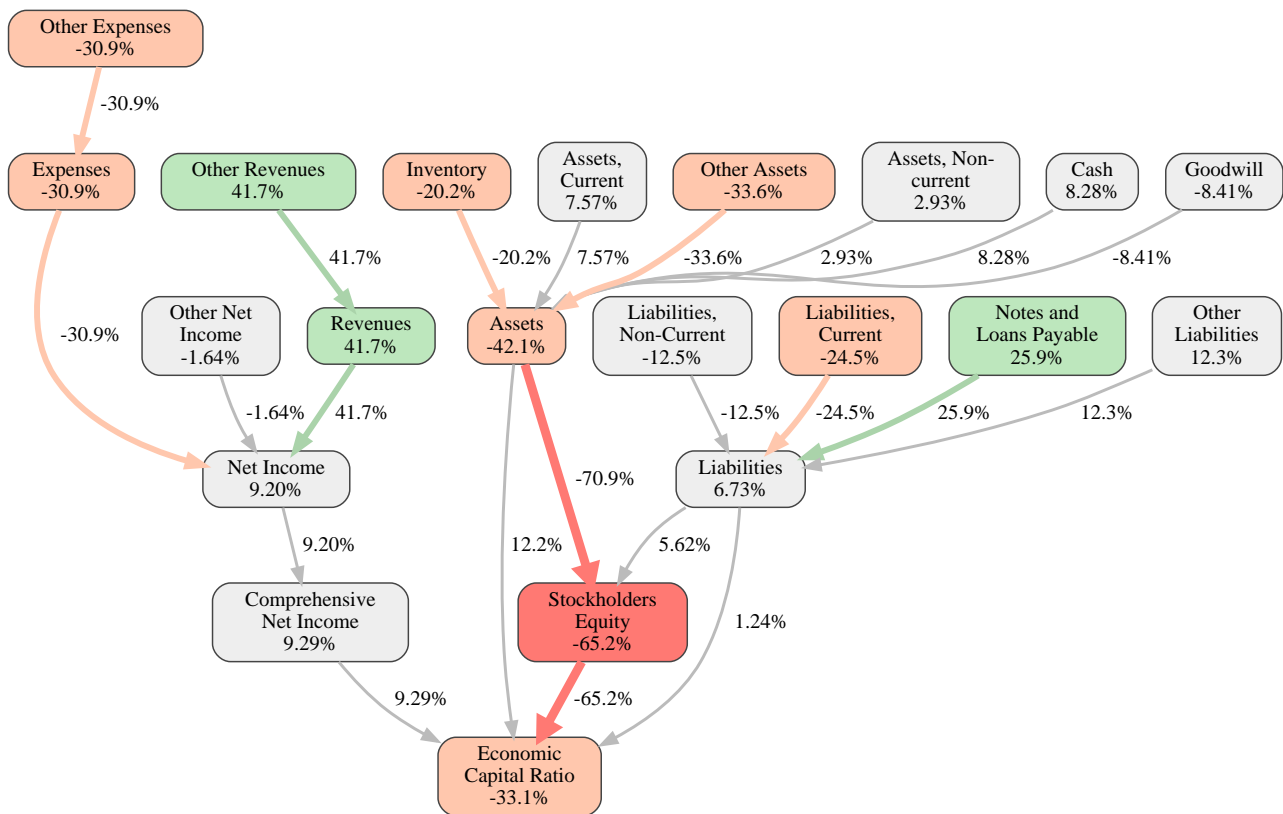 Other Expenses
-30.9%
-30.9%
Expenses
-30.9%
Other Revenues
41.7%
Inventory
-20.2%
Assets,
Current
7.57%
Other Assets
-33.6%
Assets, Non-
current
2.93%
Cash
8.28%
Goodwill
-8.41%
41.7%
-20.2%
7.57%
-33.6%
2.93%
8.28%
-8.41%
-30.9%
Other Net
Income
-1.64%
Revenues
41.7%
Assets
-42.1%
Liabilities,
Non-Current
-12.5%
Liabilities,
Current
-24.5%
Notes and
Loans Payable
25.9%
Other
Liabilities
12.3%
-1.64%
41.7%
-12.5%
-24.5%
25.9%
12.3%
Net Income
9.20%
-70.9%
Liabilities
6.73%
9.20%
12.2%
5.62%
Comprehensive
Net Income
9.29%
Stockholders
Equity
-65.2%
1.24%
9.29%
-65.2%
Economic
Capital Ratio
-33.1%